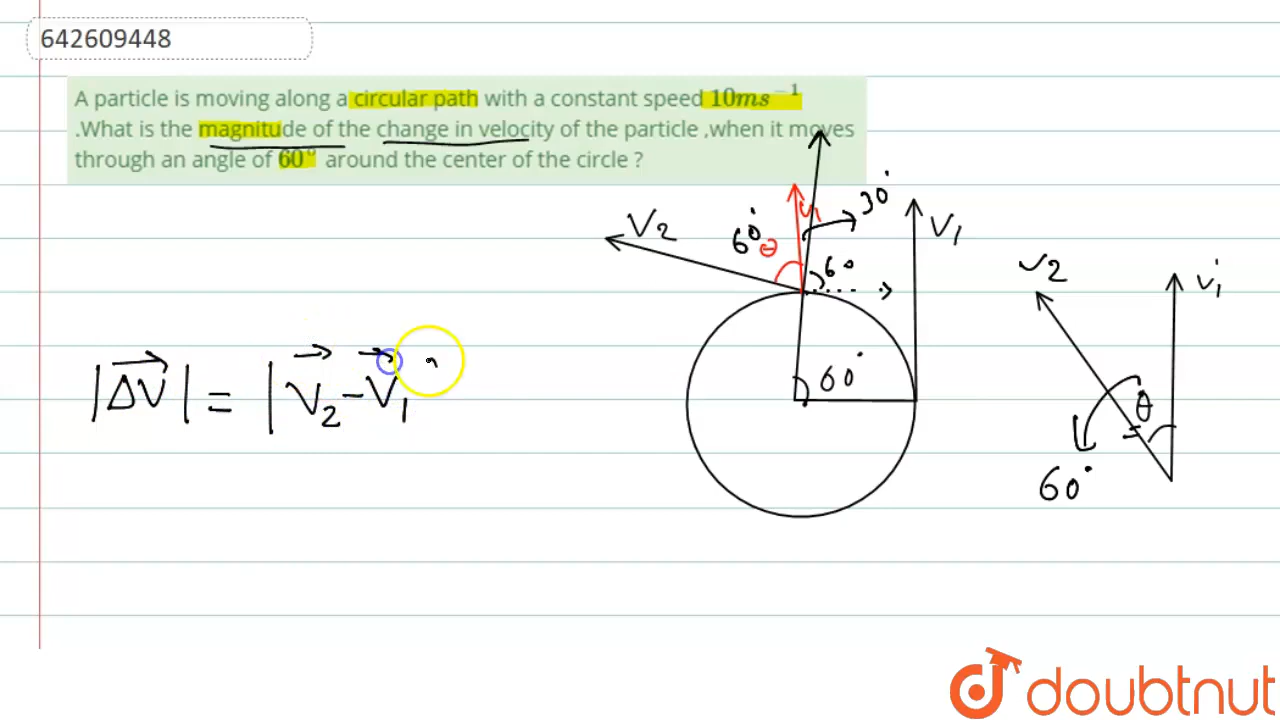 642609448
A particle is moving along a circular path with a constant speed 10ms⁻¹
.What is the magnitude of the change in velocity of the particle ,when it moves
through an angle of 60° around the center of the circle ?
V₂
60°
θ
V₁
30°
60
V₁
60°
|ΔV| = |V₂-V₁
V₂
V₁
θ
=
60°
doubtnut